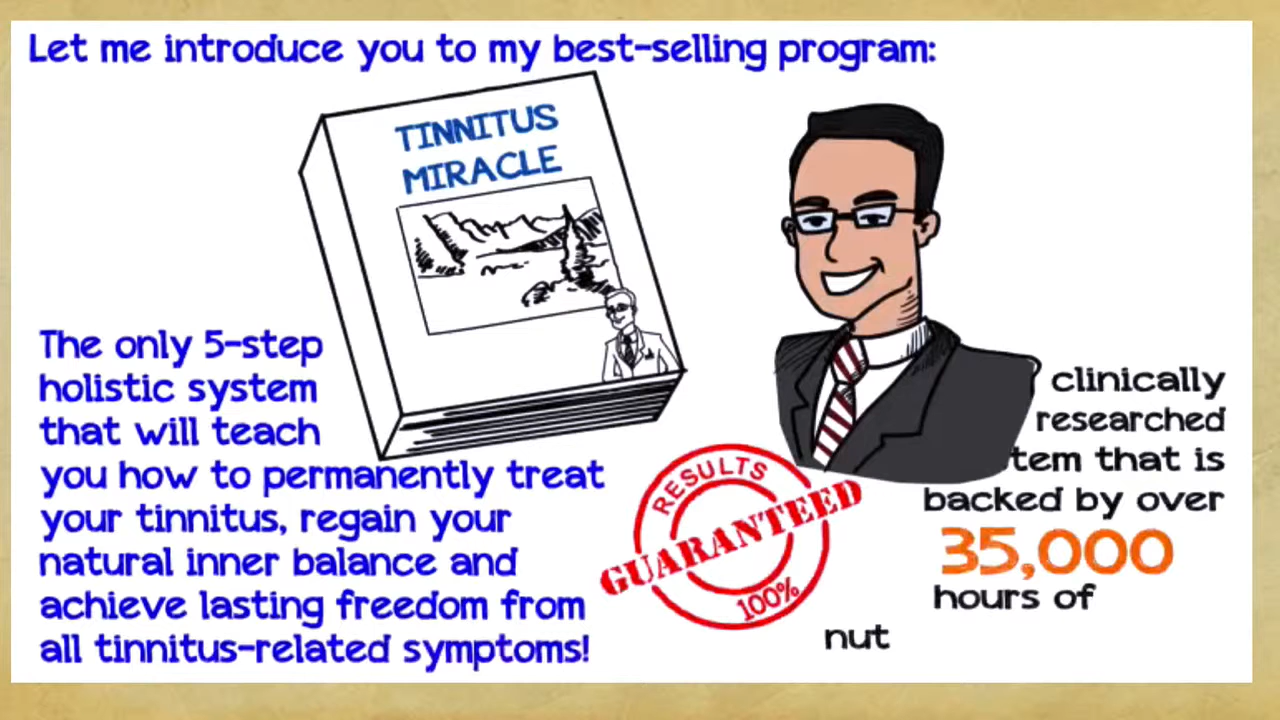 Let me introduce you to my best-selling program:
TINNITUS
MIRACLE
The only 5-step
holistic system
that will teach
you how to permanently treat
your tinnitus, regain your
natural inner balance and
achieve lasting freedom from
all tinnitus-related symptoms!
RESULTS
GUARANTEED
100%
clinically
researched
tem that is
backed by over
35,000
hours of
nut